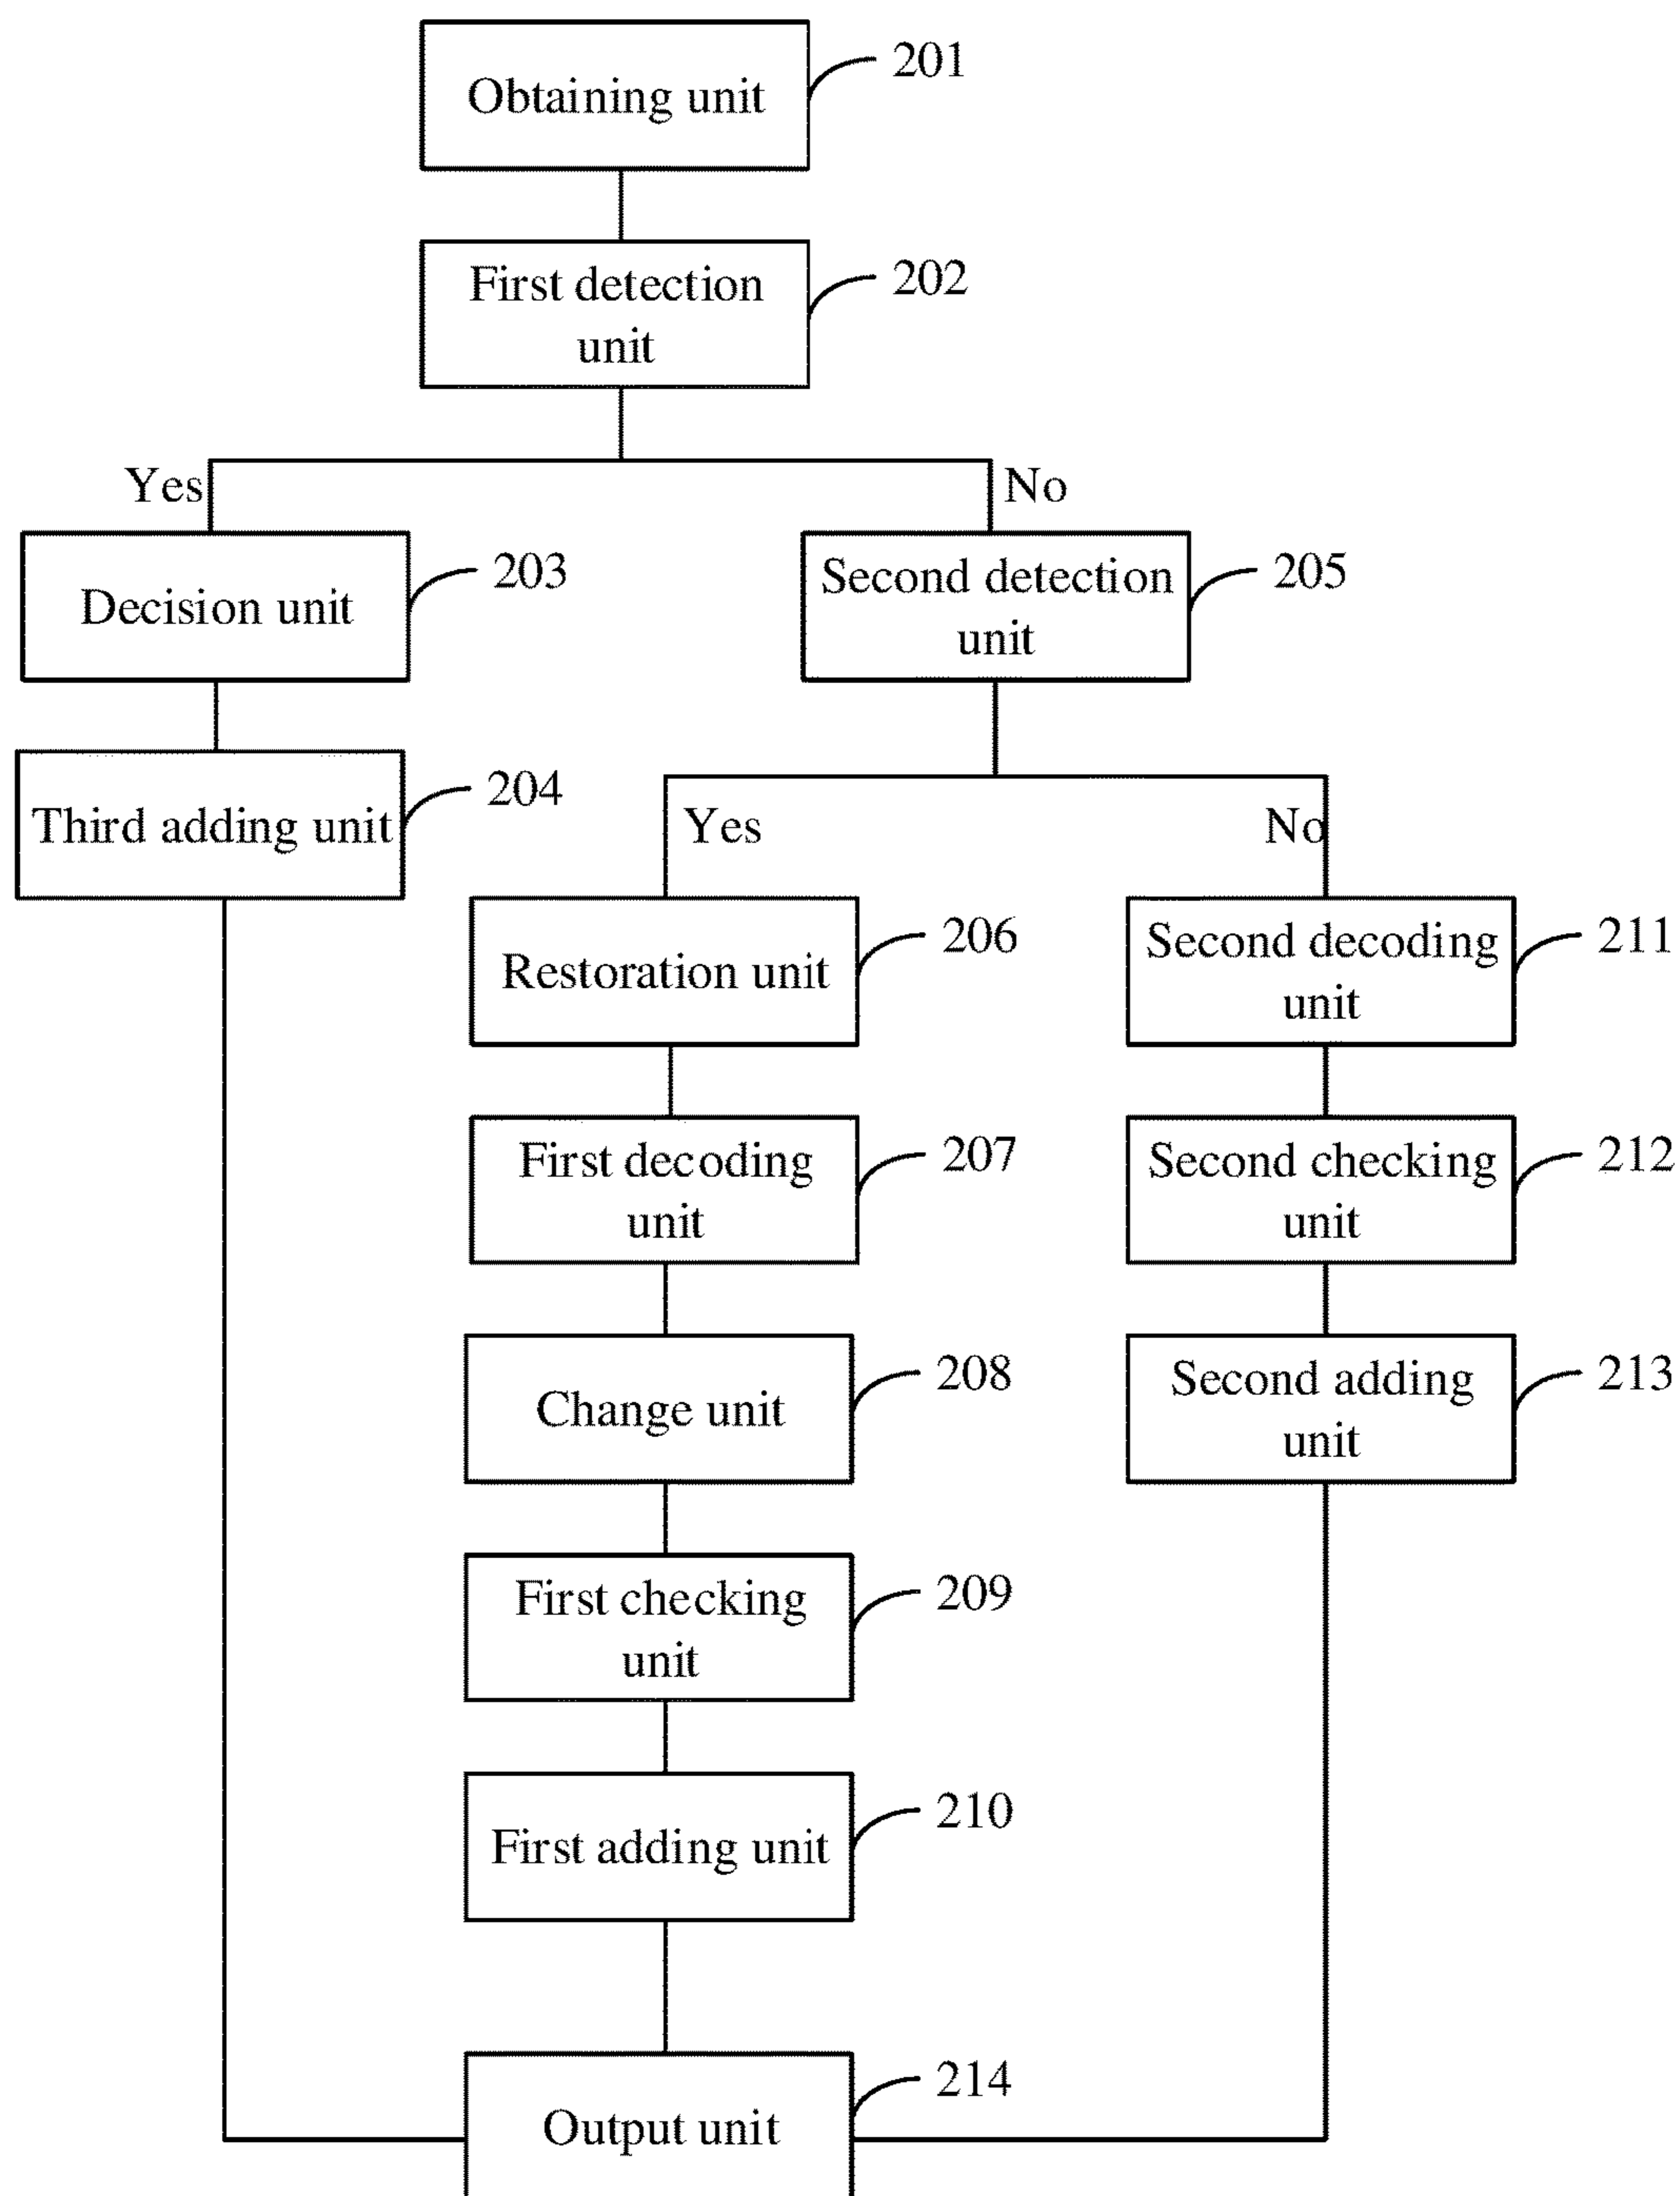 Obtaining unit
201
First detection
unit
202
Yes
No
Decision unit
203
Second detection
unit
205
Third adding unit
204
Yes
No
Restoration unit
206
Second decoding
unit
211
First decoding
unit
207
Second checking
unit
212
Change unit
208
Second adding
unit
213
First checking
unit
209
First adding unit
210
Output unit
214